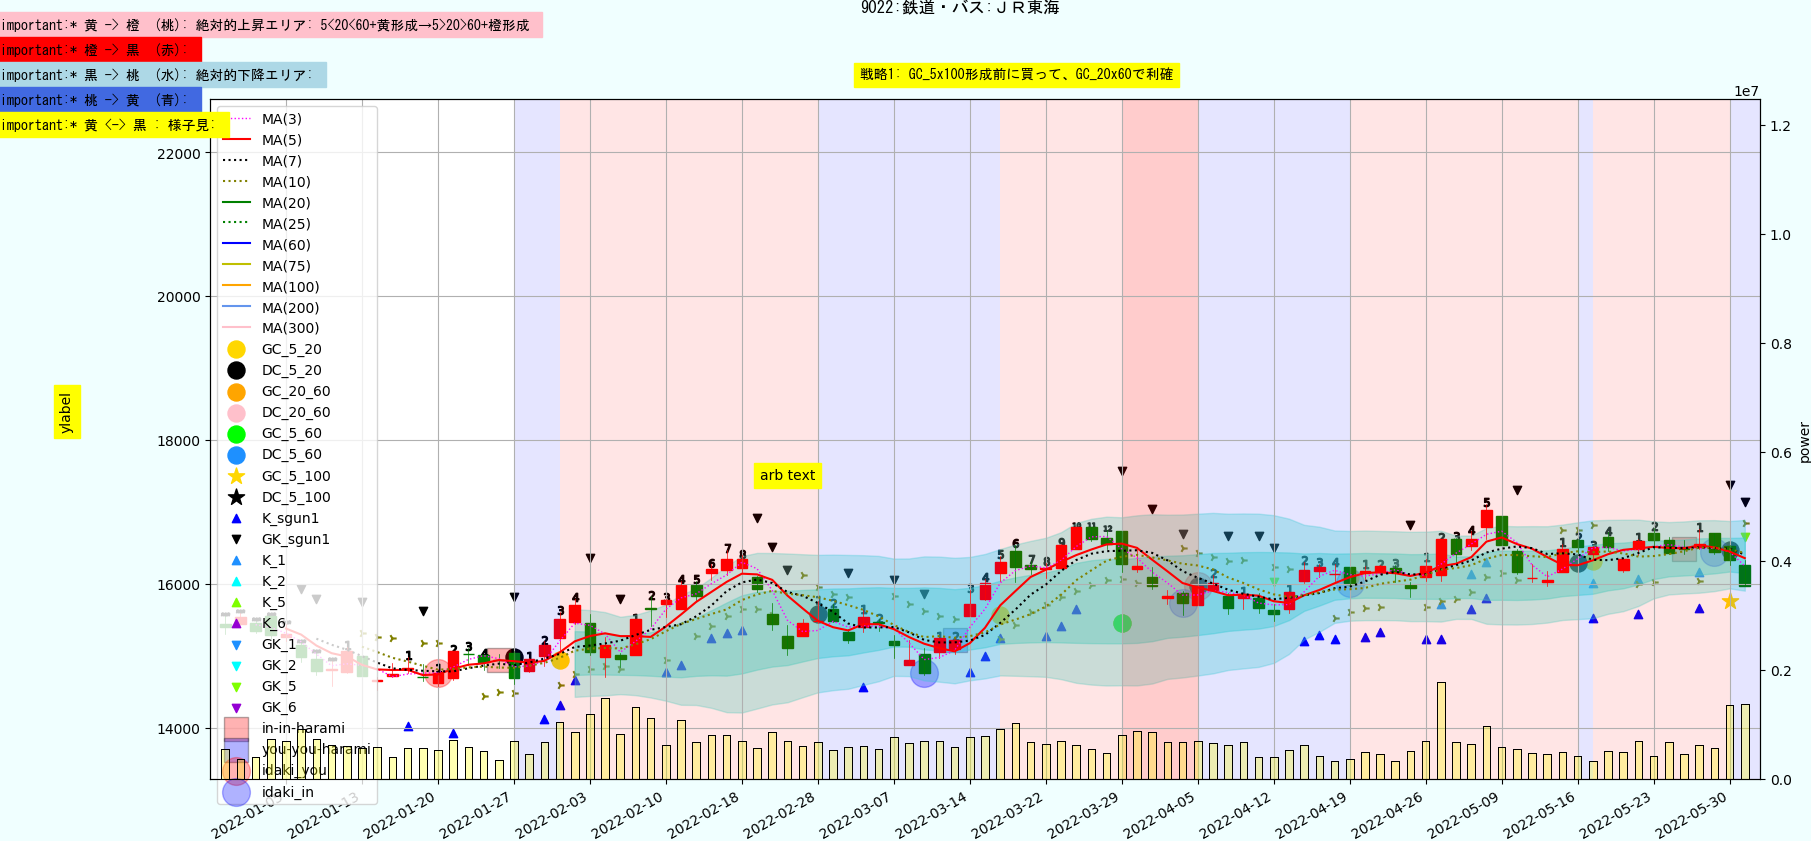 9022:鉄道・バス:ＪＲ東海
important:* 黄 -> 橙 (桃): 絶対的上昇エリア: 5<20<60+黄形成→5>20>60+橙形成
important:* 橙 -> 黒 (赤):
important:* 黒 -> 桃 (水): 絶対的下降エリア:
戦略1: GC_5x100形成前に買って、GC_20x60で利確
important:* 桃 -> 黄 (青):
important:* 黄 <-> 黒 : 様子見:
1e7
MA(3)
MA(5)
MA(7)
MA(10)
MA(20)
MA(25)
MA(60)
MA(75)
MA(100)
MA(200)
MA(300)
GC_5_20
DC_5_20
GC_20_60
DC_20_60
GC_5_60
DC_5_60
GC_5_100
DC_5_100
K_sgun1
GK_sgun1
K_1
K_2
K_5
K_6
GK_1
GK_2
GK_5
GK_6
in-in-harami
you-you-harami
idaki_you
idaki_in
22000
20000
18000
16000
14000
ylabel
arb text
1.2
1.0
0.8
0.6
0.4
0.2
0.0
power
2022-01-13
2022-01-20
2022-01-27
2022-02-03
2022-02-10
2022-02-18
2022-02-28
2022-03-07
2022-03-14
2022-03-22
2022-03-29
2022-04-05
2022-04-12
2022-04-19
2022-04-26
2022-05-09
2022-05-16
2022-05-23
2022-05-30